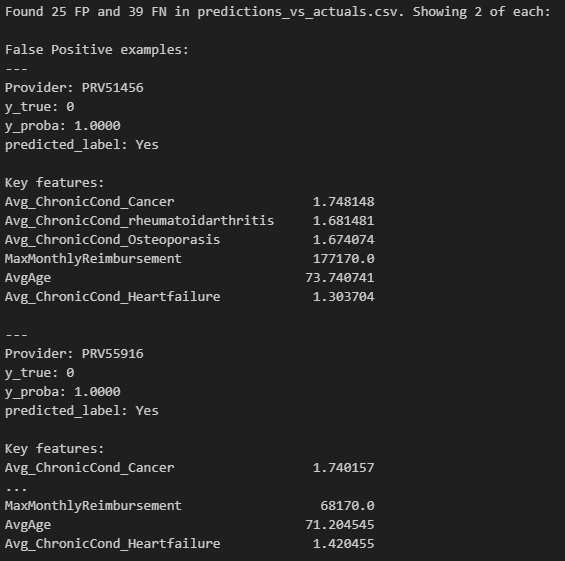 Found 25 FP and 39 FN in predictions_vs_actuals.csv. Showing 2 of each:

False Positive examples:
---
Provider: PRV51456
y_true: 0
y_proba: 1.0000
predicted_label: Yes

Key features:
Avg_ChronicCond_Cancer                 1.748148
Avg_ChronicCond_rheumatoidarthritis    1.681481
Avg_ChronicCond_Osteoporasis           1.674074
MaxMonthlyReimbursement                177170.0
AvgAge                                73.740741
Avg_ChronicCond_Heartfailure           1.303704

---
Provider: PRV55916
y_true: 0
y_proba: 1.0000
predicted_label: Yes

Key features:
Avg_ChronicCond_Cancer                 1.740157
...
MaxMonthlyReimbursement                 68170.0
AvgAge                                71.204545
Avg_ChronicCond_Heartfailure           1.420455